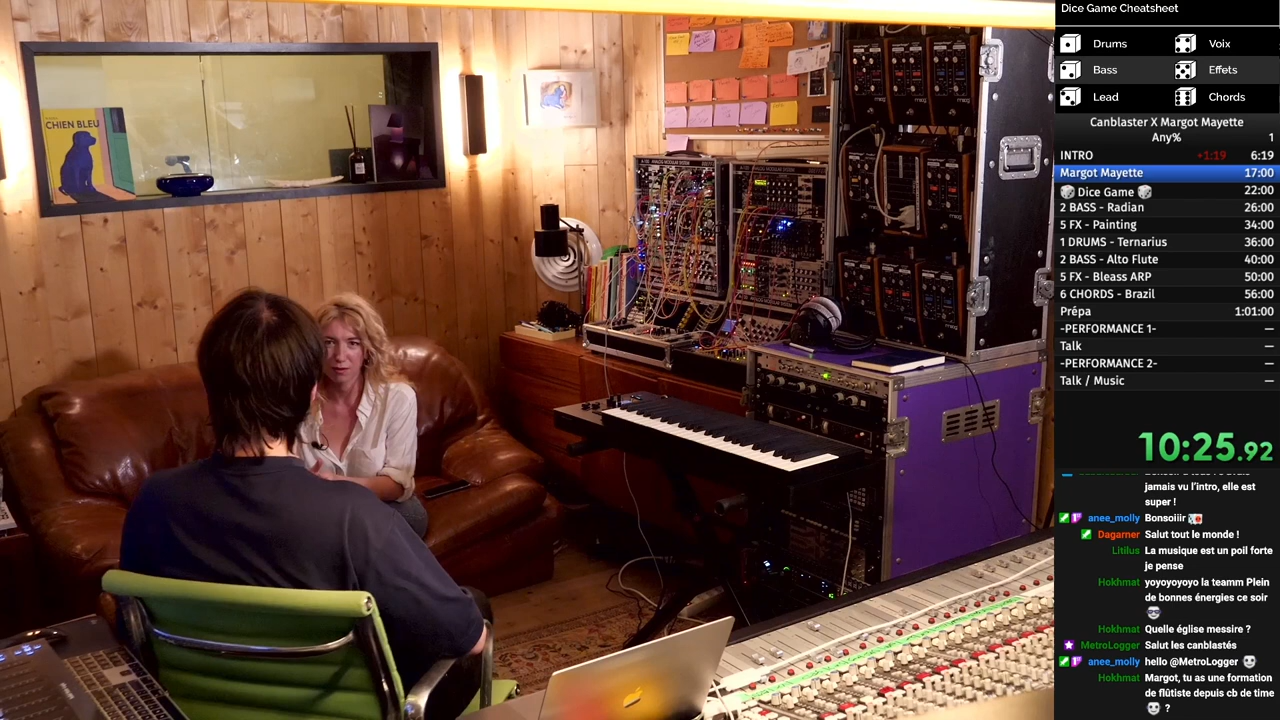 Dice Game Cheatsheet
Drums
Voix
Bass
Effets
Lead
Chords
Canblaster X Margot Mayette
Any% 1
INTRO +1:19 6:19
Margot Mayette 17:00
🎲 Dice Game 🎲 22:00
2 BASS - Radian 26:00
5 FX - Painting 34:00
1 DRUMS - Ternarius 36:00
2 BASS - Alto Flute 40:00
5 FX - Bleass ARP 50:00
6 CHORDS - Brazil 56:00
Prépa 1:01:00
-PERFORMANCE 1- —
Talk —
-PERFORMANCE 2- —
Talk / Music —
10:25.92
jamais vu l'intro, elle est
super !
anee_molly Bonsoiiir
Dagarner Salut tout le monde !
Litilus La musique est un poil forte
je pense
Hokhmat yoyoyoyoyo la teamm Plein
de bonnes énergies ce soir
Hokhmat Quelle église messire ?
MetroLogger Salut les canblastés
anee_molly hello @MetroLogger
Hokhmat Margot, tu as une formation
de flûtiste depuis cb de time
?
CHIEN BLEU